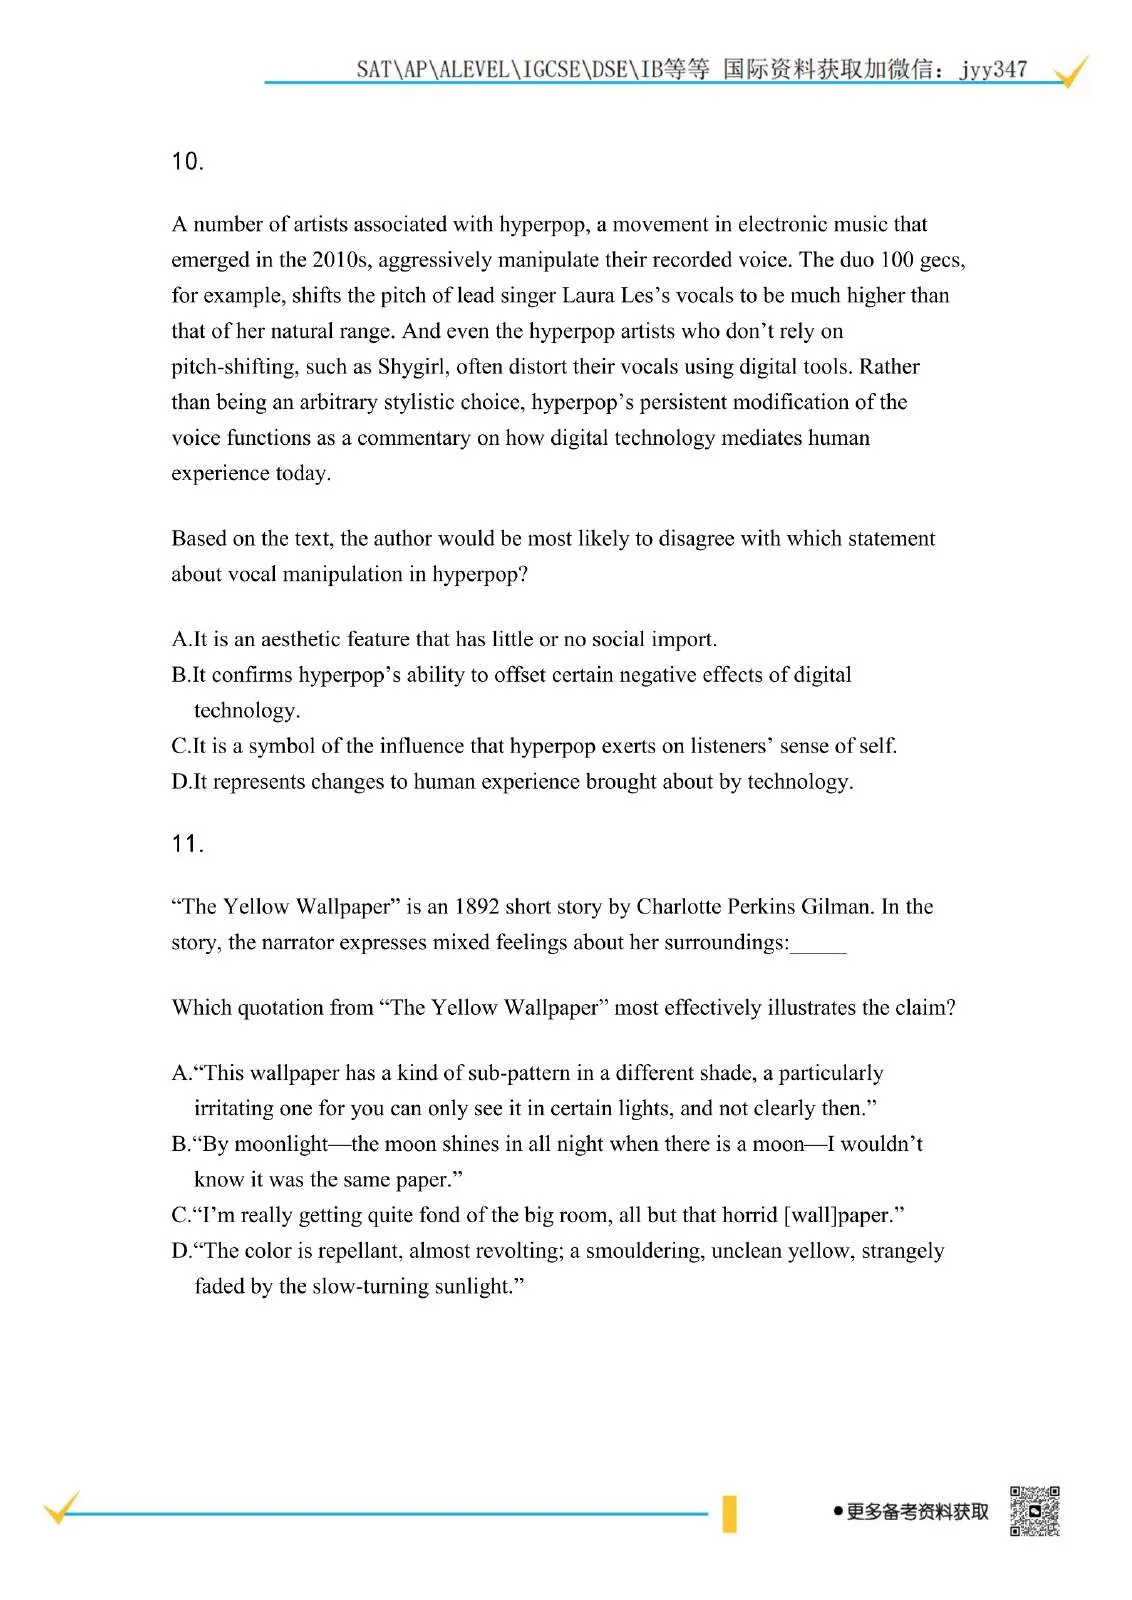 SAT\AP\ALEVEL\IGCSE\DSE\IB等等 国际资料获取加微信：jyy347
10.
A number of artists associated with hyperpop, a movement in electronic music that
emerged in the 2010s, aggressively manipulate their recorded voice. The duo 100 gecs,
for example, shifts the pitch of lead singer Laura Les’s vocals to be much higher than
that of her natural range. And even the hyperpop artists who don’t rely on
pitch-shifting, such as Shygirl, often distort their vocals using digital tools. Rather
than being an arbitrary stylistic choice, hyperpop’s persistent modification of the
voice functions as a commentary on how digital technology mediates human
experience today.
Based on the text, the author would be most likely to disagree with which statement
about vocal manipulation in hyperpop?
A.It is an aesthetic feature that has little or no social import.
B.It confirms hyperpop’s ability to offset certain negative effects of digital
technology.
C.It is a symbol of the influence that hyperpop exerts on listeners’ sense of self.
D.It represents changes to human experience brought about by technology.
11.
“The Yellow Wallpaper” is an 1892 short story by Charlotte Perkins Gilman. In the
story, the narrator expresses mixed feelings about her surroundings:_____
Which quotation from “The Yellow Wallpaper” most effectively illustrates the claim?
A.“This wallpaper has a kind of sub-pattern in a different shade, a particularly
irritating one for you can only see it in certain lights, and not clearly then.”
B.“By moonlight—the moon shines in all night when there is a moon—I wouldn’t
know it was the same paper.”
C.“I’m really getting quite fond of the big room, all but that horrid [wall]paper.”
D.“The color is repellant, almost revolting; a smouldering, unclean yellow, strangely
faded by the slow-turning sunlight.”
●更多备考资料获取